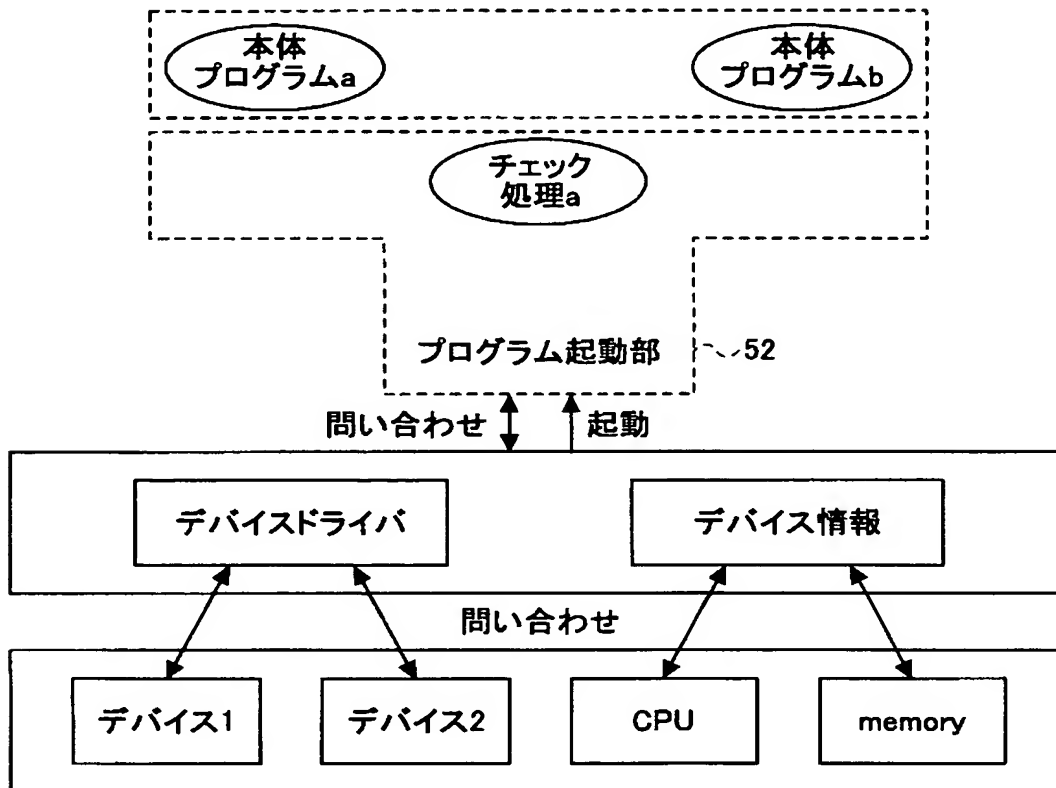 本体
プログラムa
本体
プログラムb
チェック
処理a
プログラム起動部
52
問い合わせ
起動
デバイスドライバ
デバイス情報
問い合わせ
デバイス1
デバイス2
CPU
memory